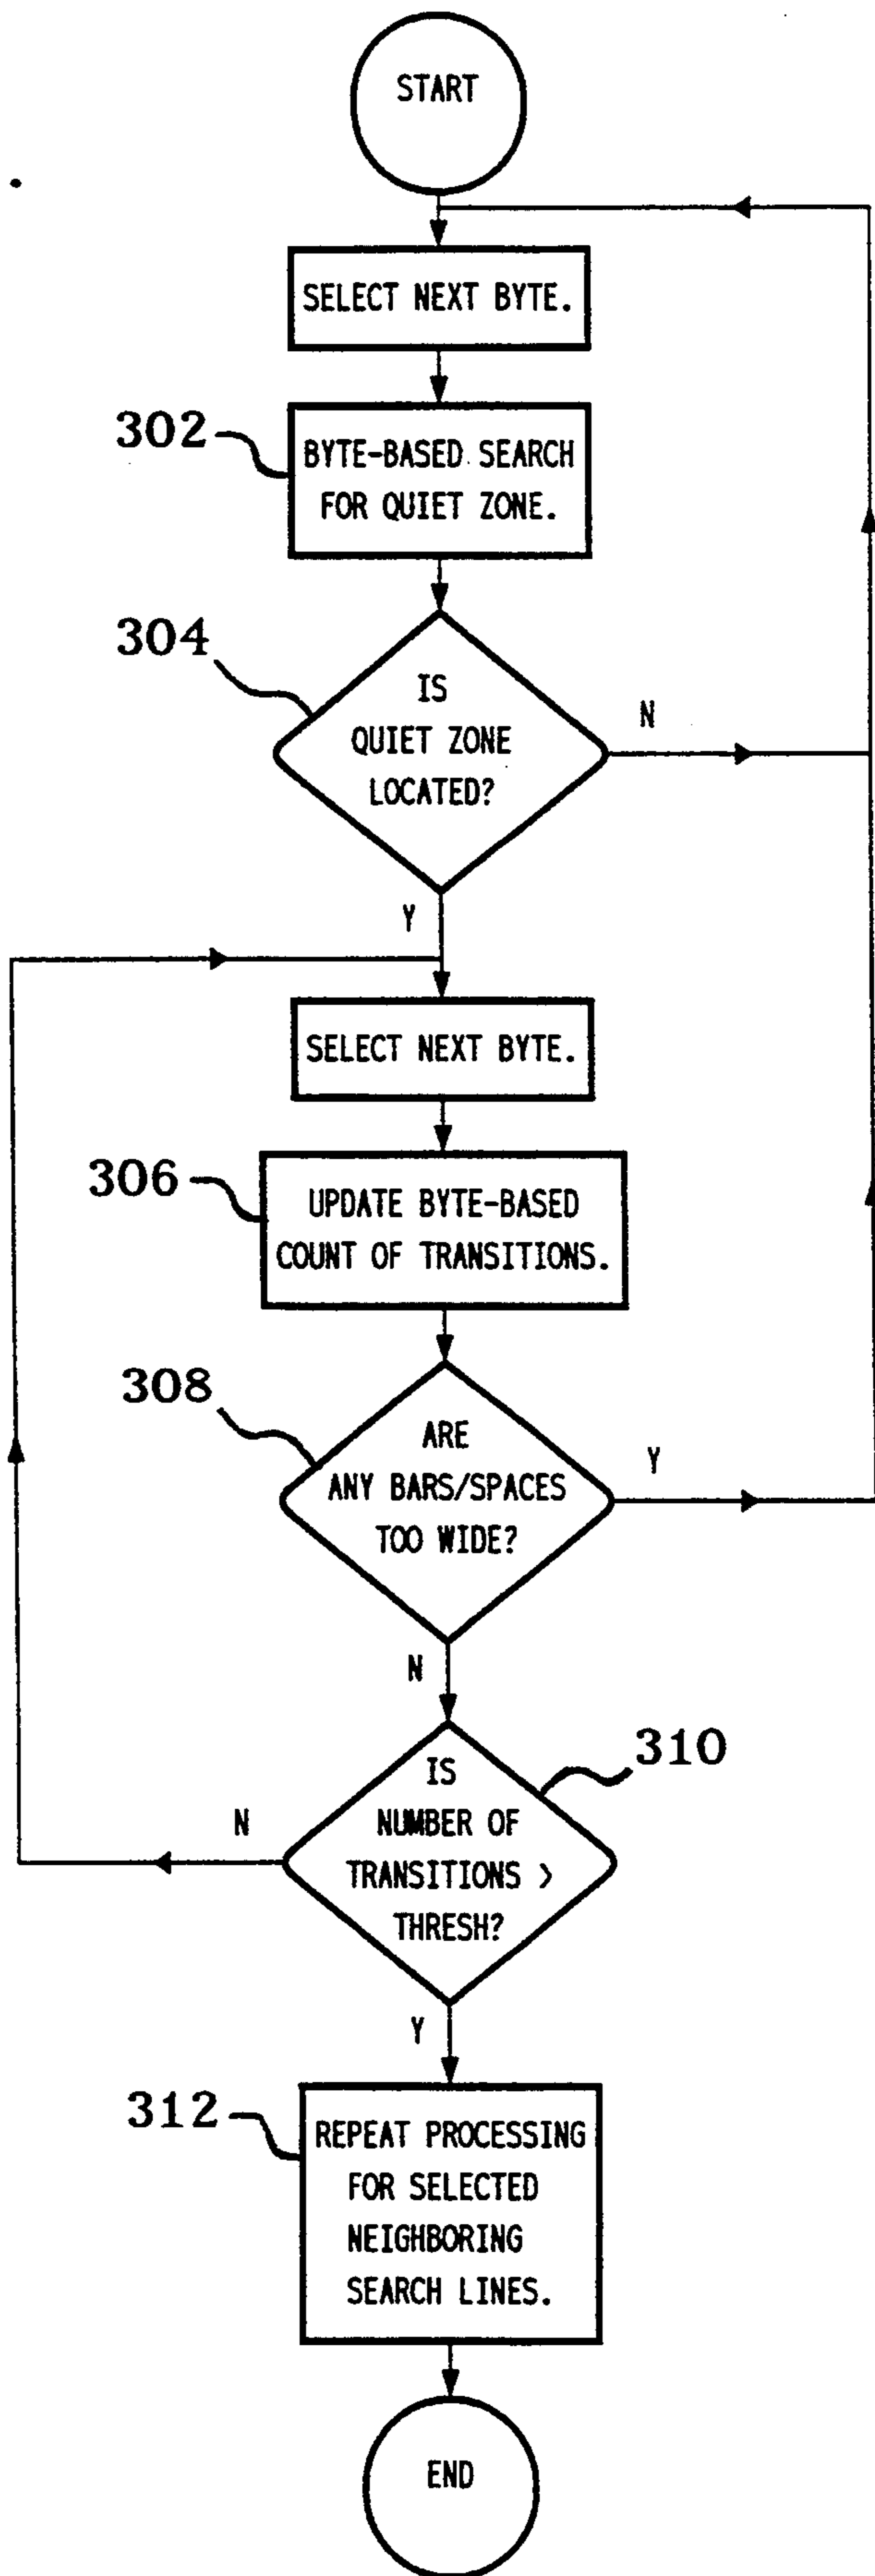 START
SELECT NEXT BYTE.
302
BYTE-BASED SEARCH
FOR QUIET ZONE.
304
IS
QUIET ZONE
LOCATED?
N
Y
SELECT NEXT BYTE.
306
UPDATE BYTE-BASED
COUNT OF TRANSITIONS.
308
ARE
ANY BARS/SPACES
TOO WIDE?
Y
N
310
IS
NUMBER OF
TRANSITIONS >
THRESH?
N
Y
312
REPEAT PROCESSING
FOR SELECTED
NEIGHBORING
SEARCH LINES.
END